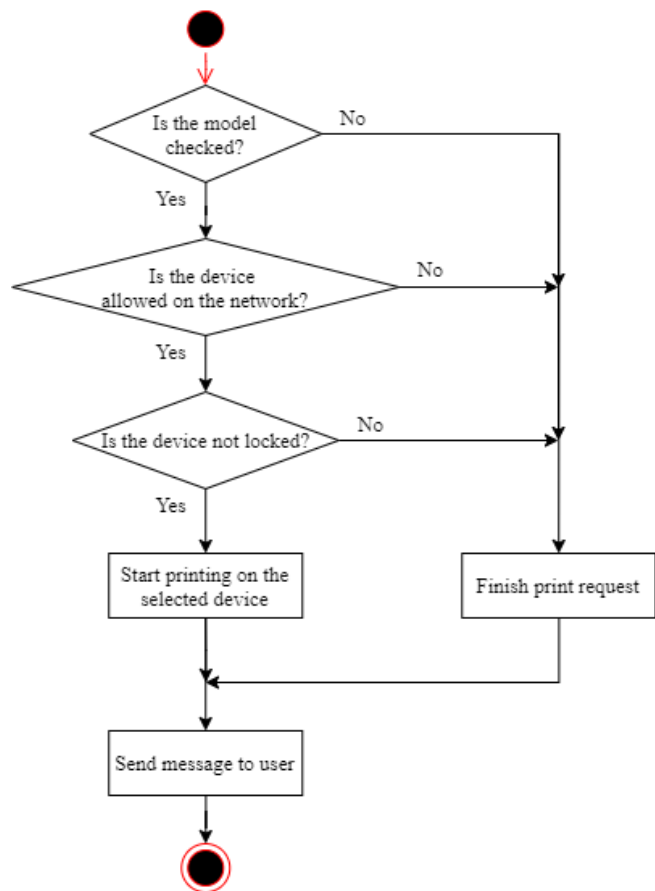 Is the model
checked?
No
Yes
Is the device
allowed on the network?
No
Yes
Is the device not locked?
No
Yes
Start printing on the
selected device
Finish print request
Send message to user